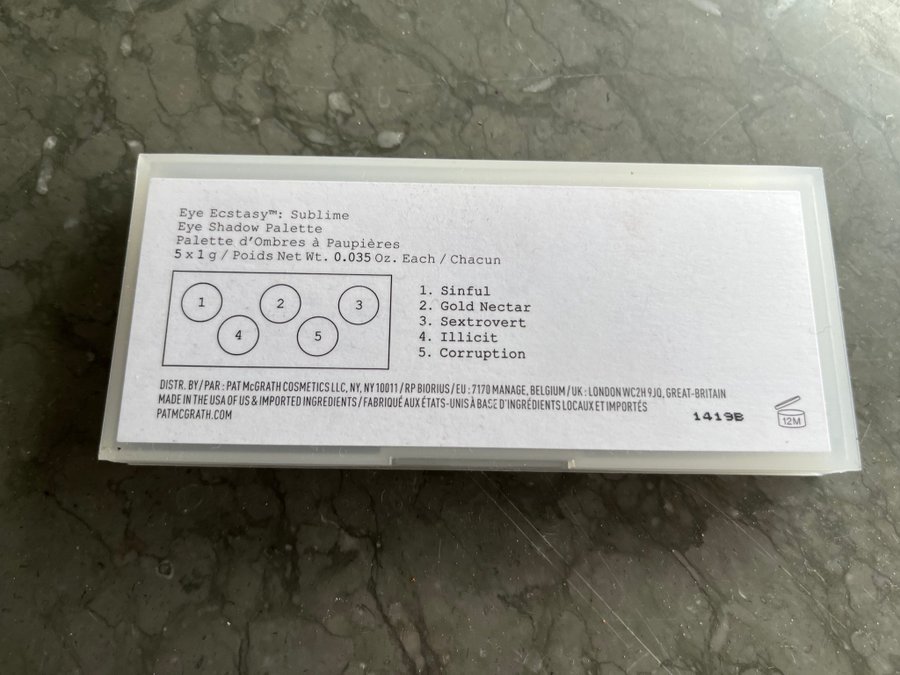 Eye Ecstasy™: Sublime
Eye Shadow Palette
Palette d'Ombres à Paupières
5 x 1 g / Poids Net Wt. 0.035 Oz. Each / Chacun
1 2 3
4 5
1. Sinful
2. Gold Nectar
3. Sextrovert
4. Illicit
5. Corruption
DISTR. BY/PAR : PAT McGRATH COSMETICS LLC, NY, NY 10011 / RP BIORIUS / EU : 7170 MANAGE, BELGIUM / UK : LONDON WC2H 9JQ, GREAT-BRITAIN
MADE IN THE USA OF US & IMPORTED INGREDIENTS / FABRIQUÉ AUX ÉTATS-UNIS À BASE D'INGRÉDIENTS LOCAUX ET IMPORTÉS
PATMCGRATH.COM
1419B
12M